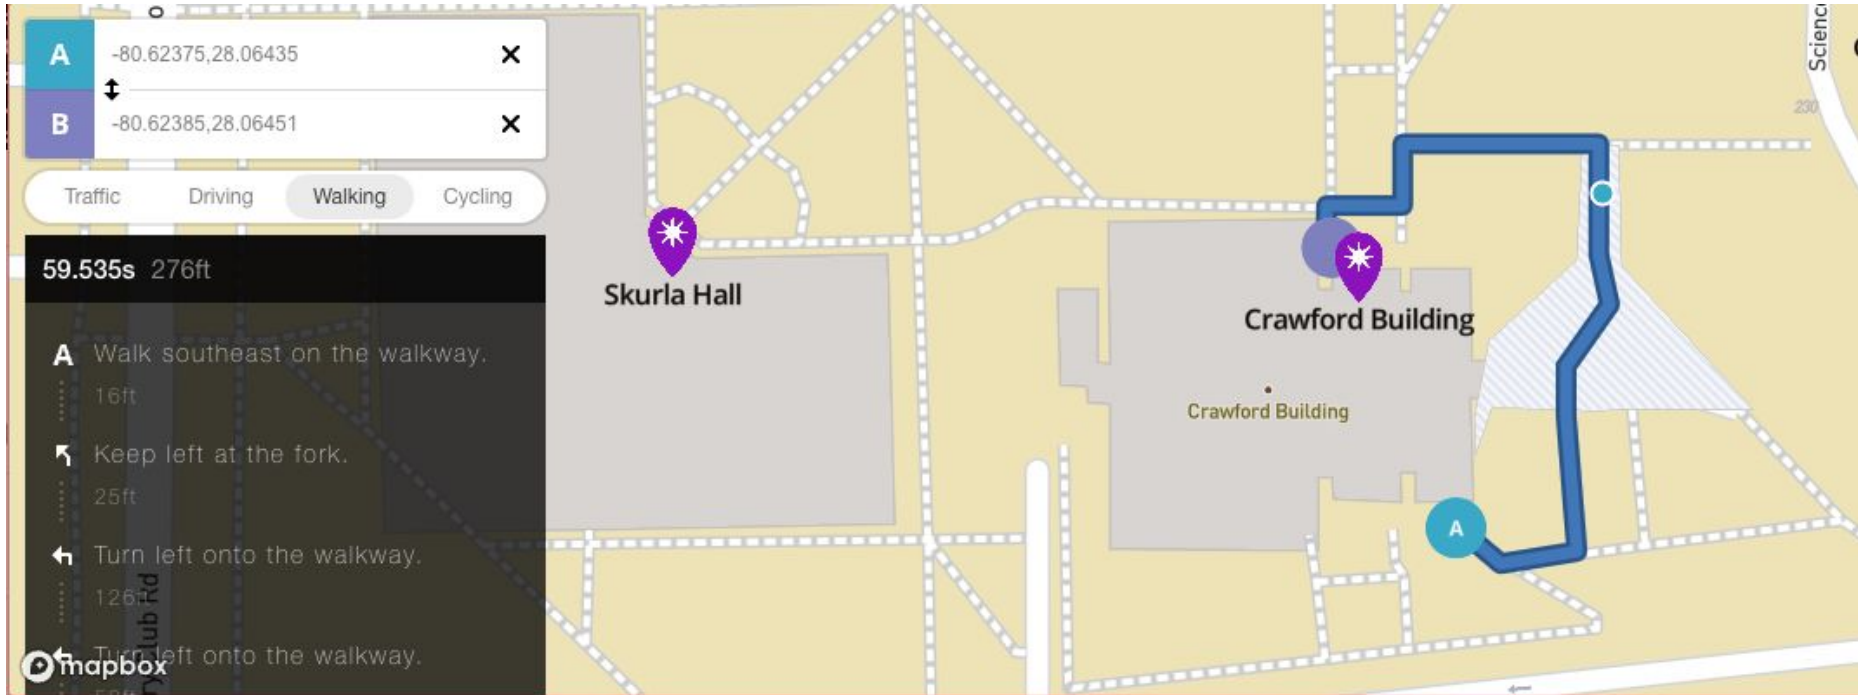 A
-80.62375,28.06435
B
-80.62385,28.06451
Traffic Driving Walking Cycling
59.535s 276ft
A Walk southeast on the walkway.
16ft
Keep left at the fork.
25ft
Turn left onto the walkway.
126ft
Turn left onto the walkway.
mapbox
Skurla Hall
Crawford Building
Crawford Building
A
230